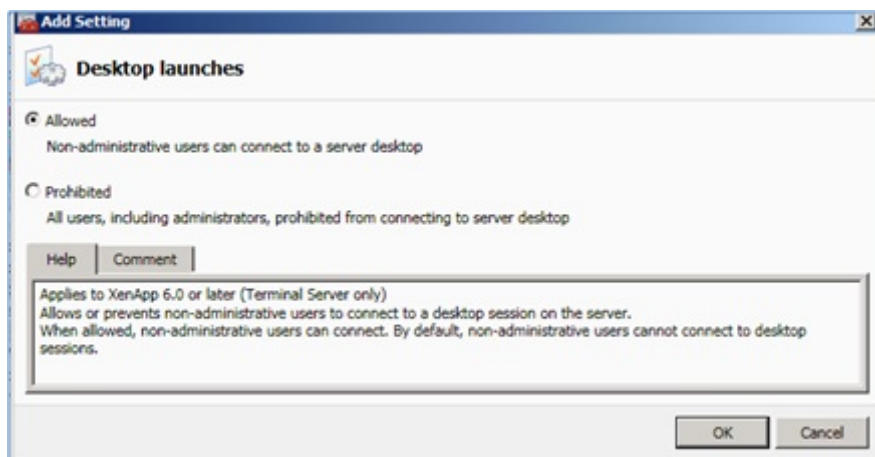 Add Setting
Desktop launches
Allowed
Non-administrative users can connect to a server desktop
Prohibited
All users, including administrators, prohibited from connecting to server desktop
Help
Comment
Applies to XenApp 6.0 or later (Terminal Server only)
Allows or prevents non-administrative users to connect to a desktop session on the server.
When allowed, non-administrative users can connect. By default, non-administrative users cannot connect to desktop
sessions.
OK
Cancel